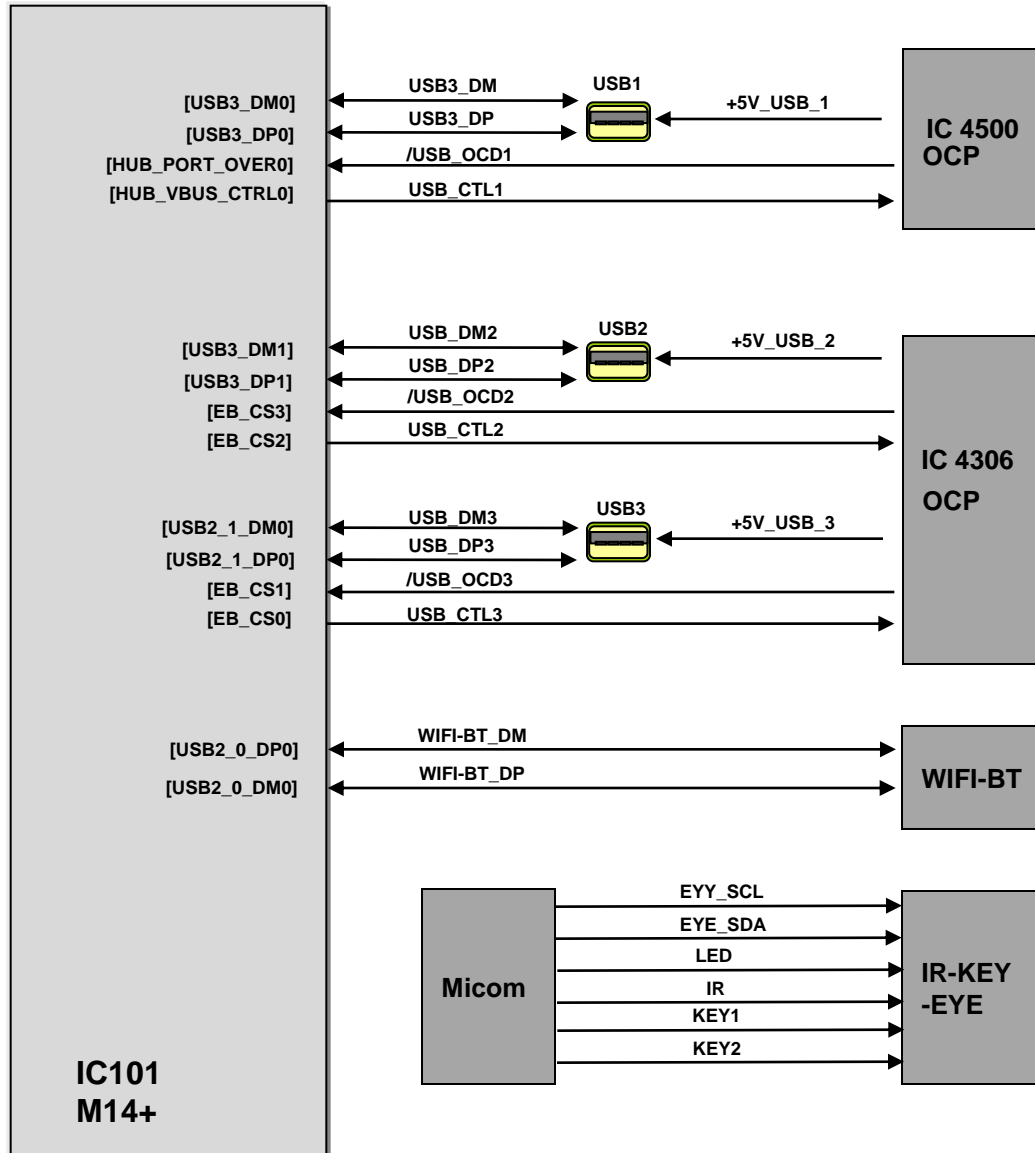 USB3_DM
USB1
+5V_USB_1
[USB3_DM0]
USB3_DP
[USB3_DP0]
IC 4500
OCP
/USB_OCD1
[HUB_PORT_OVER0]
USB_CTL1
[HUB_VBUS_CTRL0]
USB_DM2
USB2
+5V_USB_2
[USB3_DM1]
USB_DP2
[USB3_DP1]
/USB_OCD2
[EB_CS3]
USB_CTL2
[EB_CS2]
IC 4306
OCP
USB_DM3
USB3
+5V_USB_3
[USB2_1_DM0]
USB_DP3
[USB2_1_DP0]
/USB_OCD3
[EB_CS1]
USB_CTL3
[EB_CS0]
WIFI-BT_DM
[USB2_0_DP0]
WIFI-BT_DP
[USB2_0_DM0]
WIFI-BT
EYY_SCL
EYE_SDA
LED
IR
KEY1
KEY2
Micom
IR-KEY
-EYE
IC101
M14+